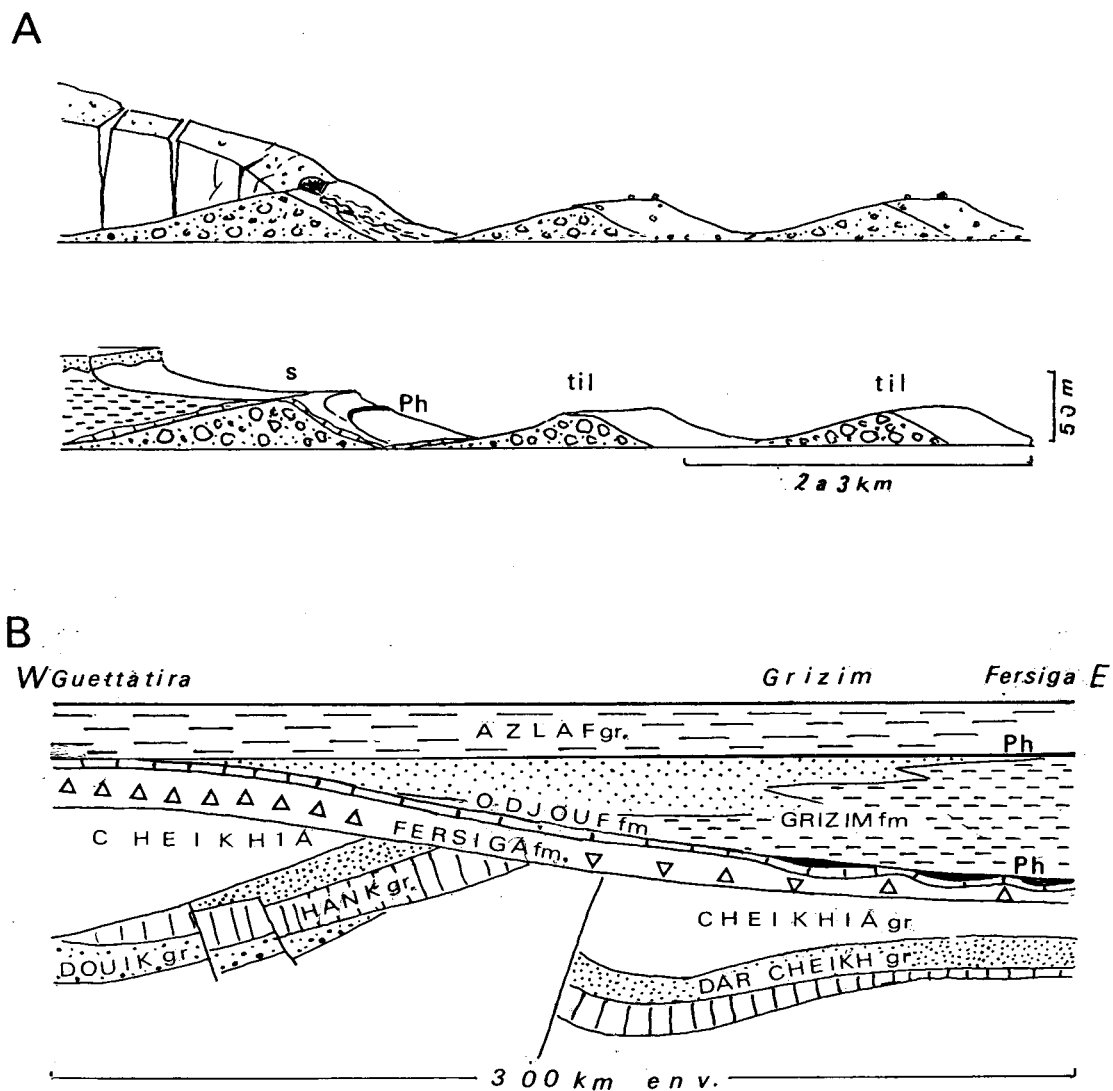 A
s
Ph
til
til
50m
2 a 3 km
B
W Guettatira Grizim Fersiga E
AZLAF gr.
Ph
ODJOUF fm
GRIZIM fm
CHEIKHIA
FERSIGA fm.
Ph
HANK gr.
CHEIKHIA gr.
DOUIK gr.
DAR CHEIKH gr.
300 km env.